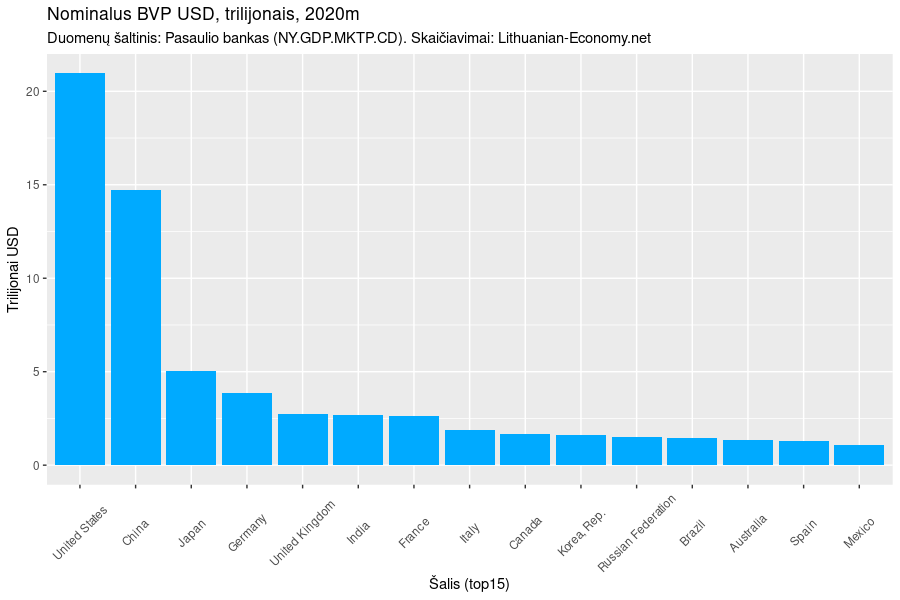 Nominalus BVP USD, trilijonais, 2020m
Duomenų šaltinis: Pasaulio bankas (NY.GDP.MKTP.CD). Skaičiavimai: Lithuanian-Economy.net
Trilijonai USD
20
15
10
5
0
United States
China
Japan
Germany
United Kingdom
India
France
Italy
Canada
Korea, Rep.
Russian Federation
Brazil
Australia
Spain
Mexico
Šalis (top15)